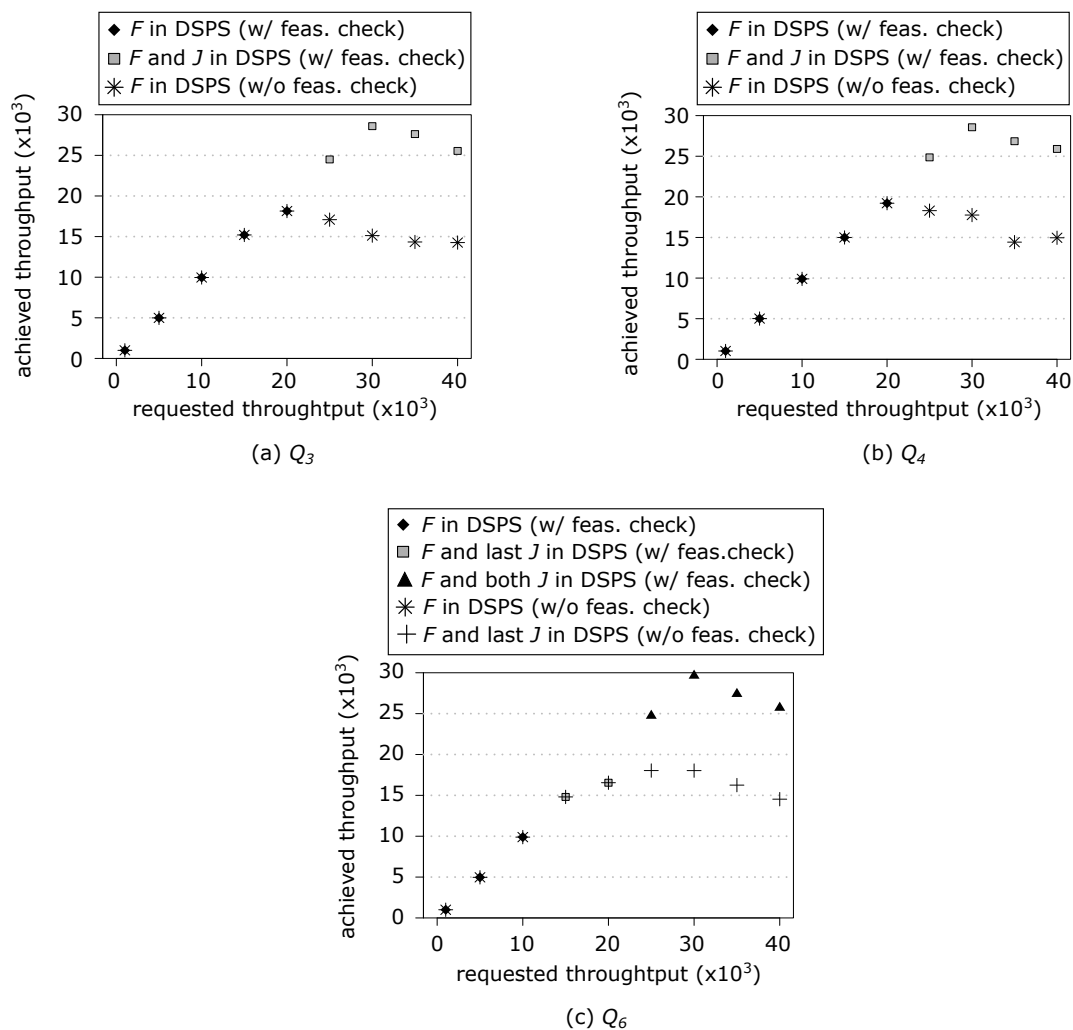 F in DSPS (w/ feas. check)
F and J in DSPS (w/ feas. check)
F in DSPS (w/o feas. check)
achieved throughput (x10³)
30
25
20
15
10
5
0
0 10 20 30 40
requested throughtput (x10³)
(a) Q₃
F in DSPS (w/ feas. check)
F and J in DSPS (w/ feas. check)
F in DSPS (w/o feas. check)
achieved throughput (x10³)
30
25
20
15
10
5
0
0 10 20 30 40
requested throughtput (x10³)
(b) Q₄
F in DSPS (w/ feas. check)
F and last J in DSPS (w/ feas.check)
F and both J in DSPS (w/ feas. check)
F in DSPS (w/o feas. check)
F and last J in DSPS (w/o feas. check)
achieved throughput (x10³)
30
25
20
15
10
5
0
0 10 20 30 40
requested throughtput (x10³)
(c) Q₆